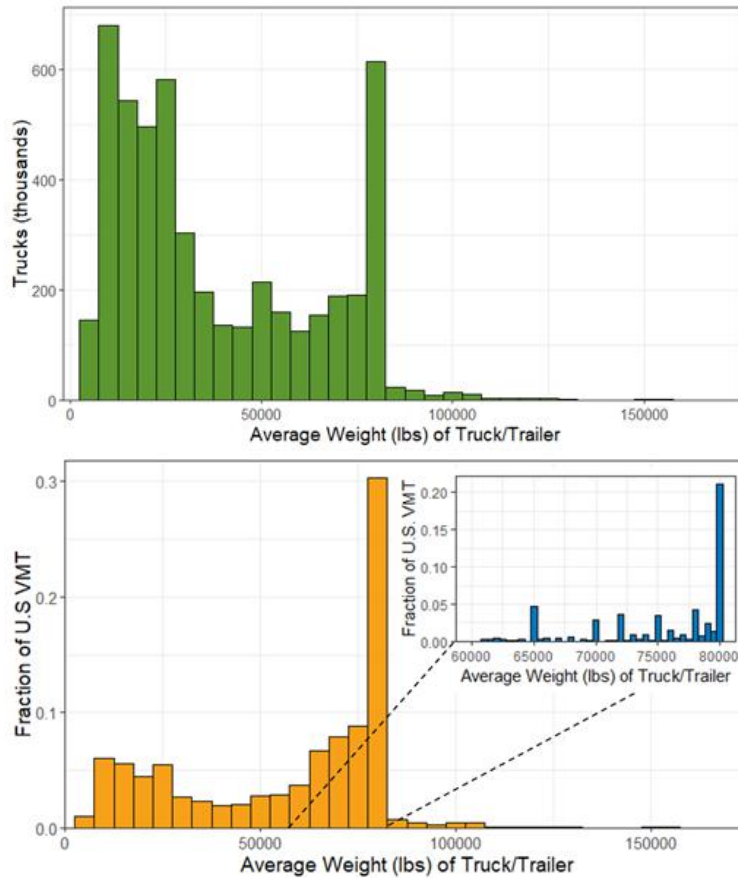 Trucks (thousands)
600
400
200
0
0 50000 100000 150000
Average Weight (lbs) of Truck/Trailer
Fraction of U.S VMT
0.3
0.2
0.1
0.0
0 50000 100000 150000
Average Weight (lbs) of Truck/Trailer
Fraction of U.S. VMT
0.20
0.15
0.10
0.05
0.00
60000 65000 70000 75000 80000
Average Weight (lbs) of Truck/Trailer